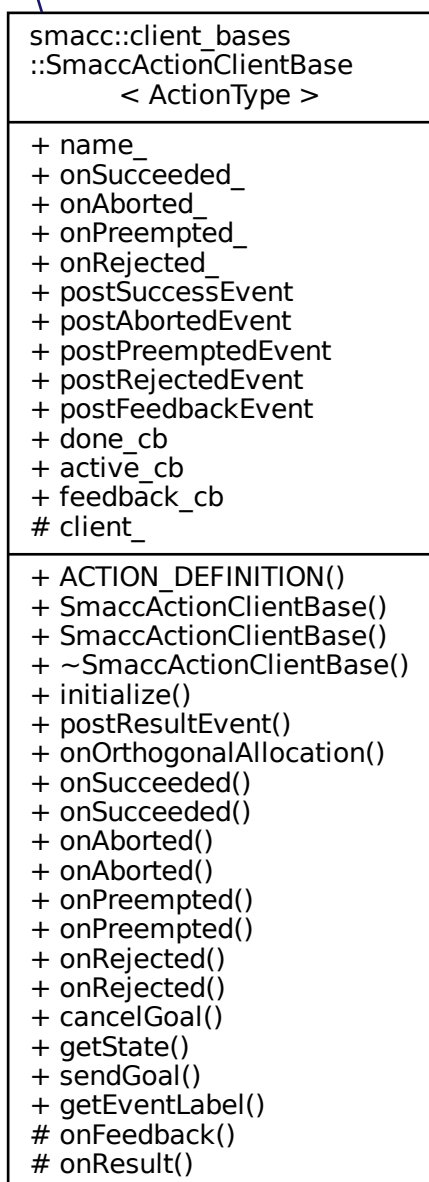 smacc::client_bases
::SmaccActionClientBase
< ActionType >
+ name_
+ onSucceeded_
+ onAborted_
+ onPreempted_
+ onRejected_
+ postSuccessEvent
+ postAbortedEvent
+ postPreemptedEvent
+ postRejectedEvent
+ postFeedbackEvent
+ done_cb
+ active_cb
+ feedback_cb
# client_
+ ACTION_DEFINITION()
+ SmaccActionClientBase()
+ SmaccActionClientBase()
+ ~SmaccActionClientBase()
+ initialize()
+ postResultEvent()
+ onOrthogonalAllocation()
+ onSucceeded()
+ onSucceeded()
+ onAborted()
+ onAborted()
+ onPreempted()
+ onPreempted()
+ onRejected()
+ onRejected()
+ cancelGoal()
+ getState()
+ sendGoal()
+ getEventLabel()
# onFeedback()
# onResult()